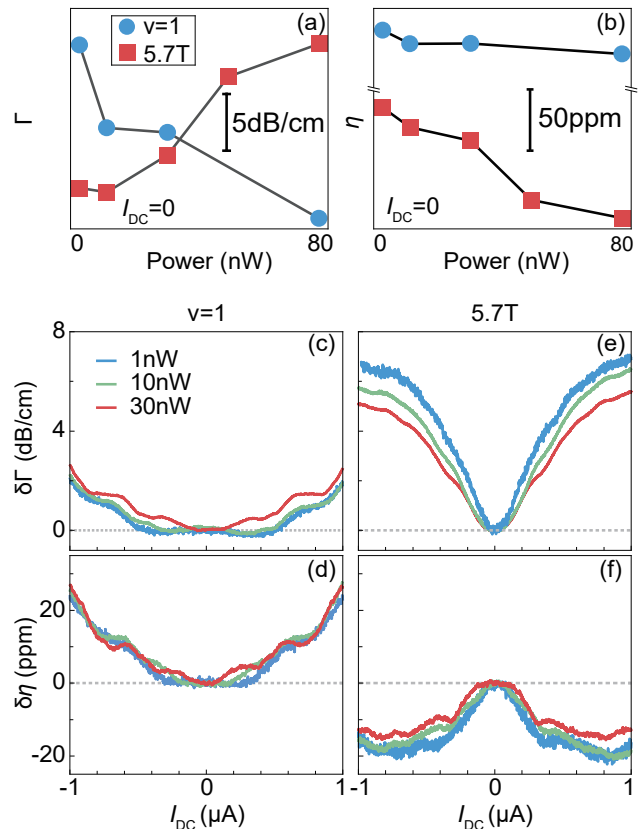 (a)
v=1
5.7T
Γ
5dB/cm
I_DC=0
0
80
Power (nW)
(b)
η
50ppm
I_DC=0
0
80
Power (nW)
v=1
5.7T
(c)
8
4
0
δΓ (dB/cm)
1nW
10nW
30nW
(e)
(d)
20
0
-20
δη (ppm)
-1
0
1
I_DC (μA)
(f)
-1
0
1
I_DC (μA)